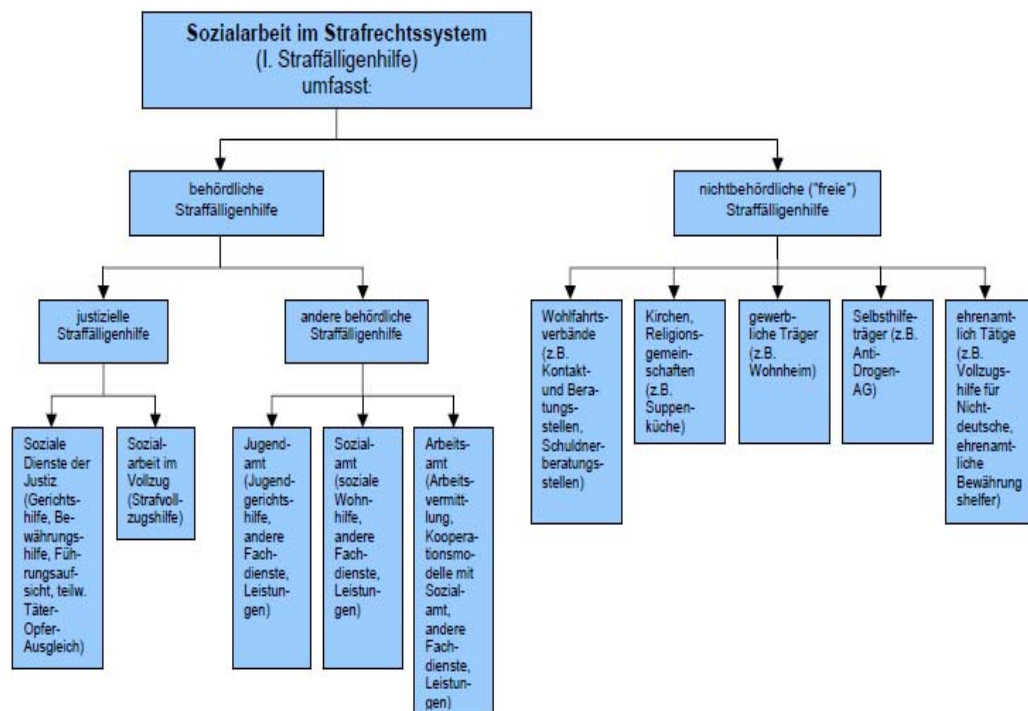 Sozialarbeit im Strafrechtssystem
(I. Straffälligenhilfe)
umfasst:
behördliche
Straffälligenhilfe
nichtbehördliche ("freie")
Straffälligenhilfe
justizielle
Straffälligenhilfe
andere behördliche
Straffälligenhilfe
Wohlfahrts-
verbände
(z.B.
Kontakt-
und Bera-
tungs-
stellen,
Schuldner-
beratungs-
stellen)
Kirchen,
Religions-
gemein-
schaften
(z.B.
Suppen-
küche)
gewerb-
liche Träger
(z.B.
Wohnheim)
Selbsthilfe-
träger (z.B.
Anti-
Drogen-
AG)
ehrenamt-
lich Tätige
(z.B.
Vollzugs-
hilfe für
Nicht-
deutsche,
ehrenamt-
liche
Bewährung
shelfer)
Soziale
Dienste der
Justiz
(Gerichts-
hilfe, Be-
währungs-
hilfe, Füh-
rungsauf-
sicht, teilw.
Täter-
Opfer-
Ausgleich)
Sozial-
arbeit im
Vollzug
(Strafvoll-
zugshilfe)
Jugend-
amt
(Jugend-
gerichts-
hilfe,
andere
Fach-
dienste,
Leistun-
gen)
Sozial-
amt
(soziale
Wohn-
hilfe,
andere
Fach-
dienste,
Leistun-
gen)
Arbeits-
amt
(Arbeits-
vermitt-
lung,
Koopera-
tionsmo-
delle mit
Sozial-
amt,
andere
Fach-
dienste,
Leistun-
gen)